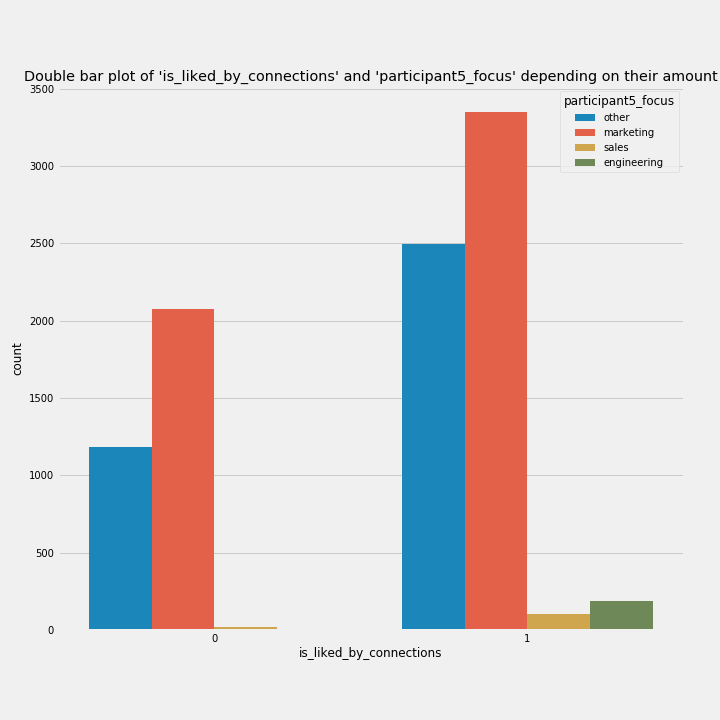 Double bar plot of 'is_liked_by_connections' and 'participant5_focus' depending on their amount
3500
3000
2500
2000
1500
1000
500
0
count
participant5_focus
other
marketing
sales
engineering
0
1
is_liked_by_connections